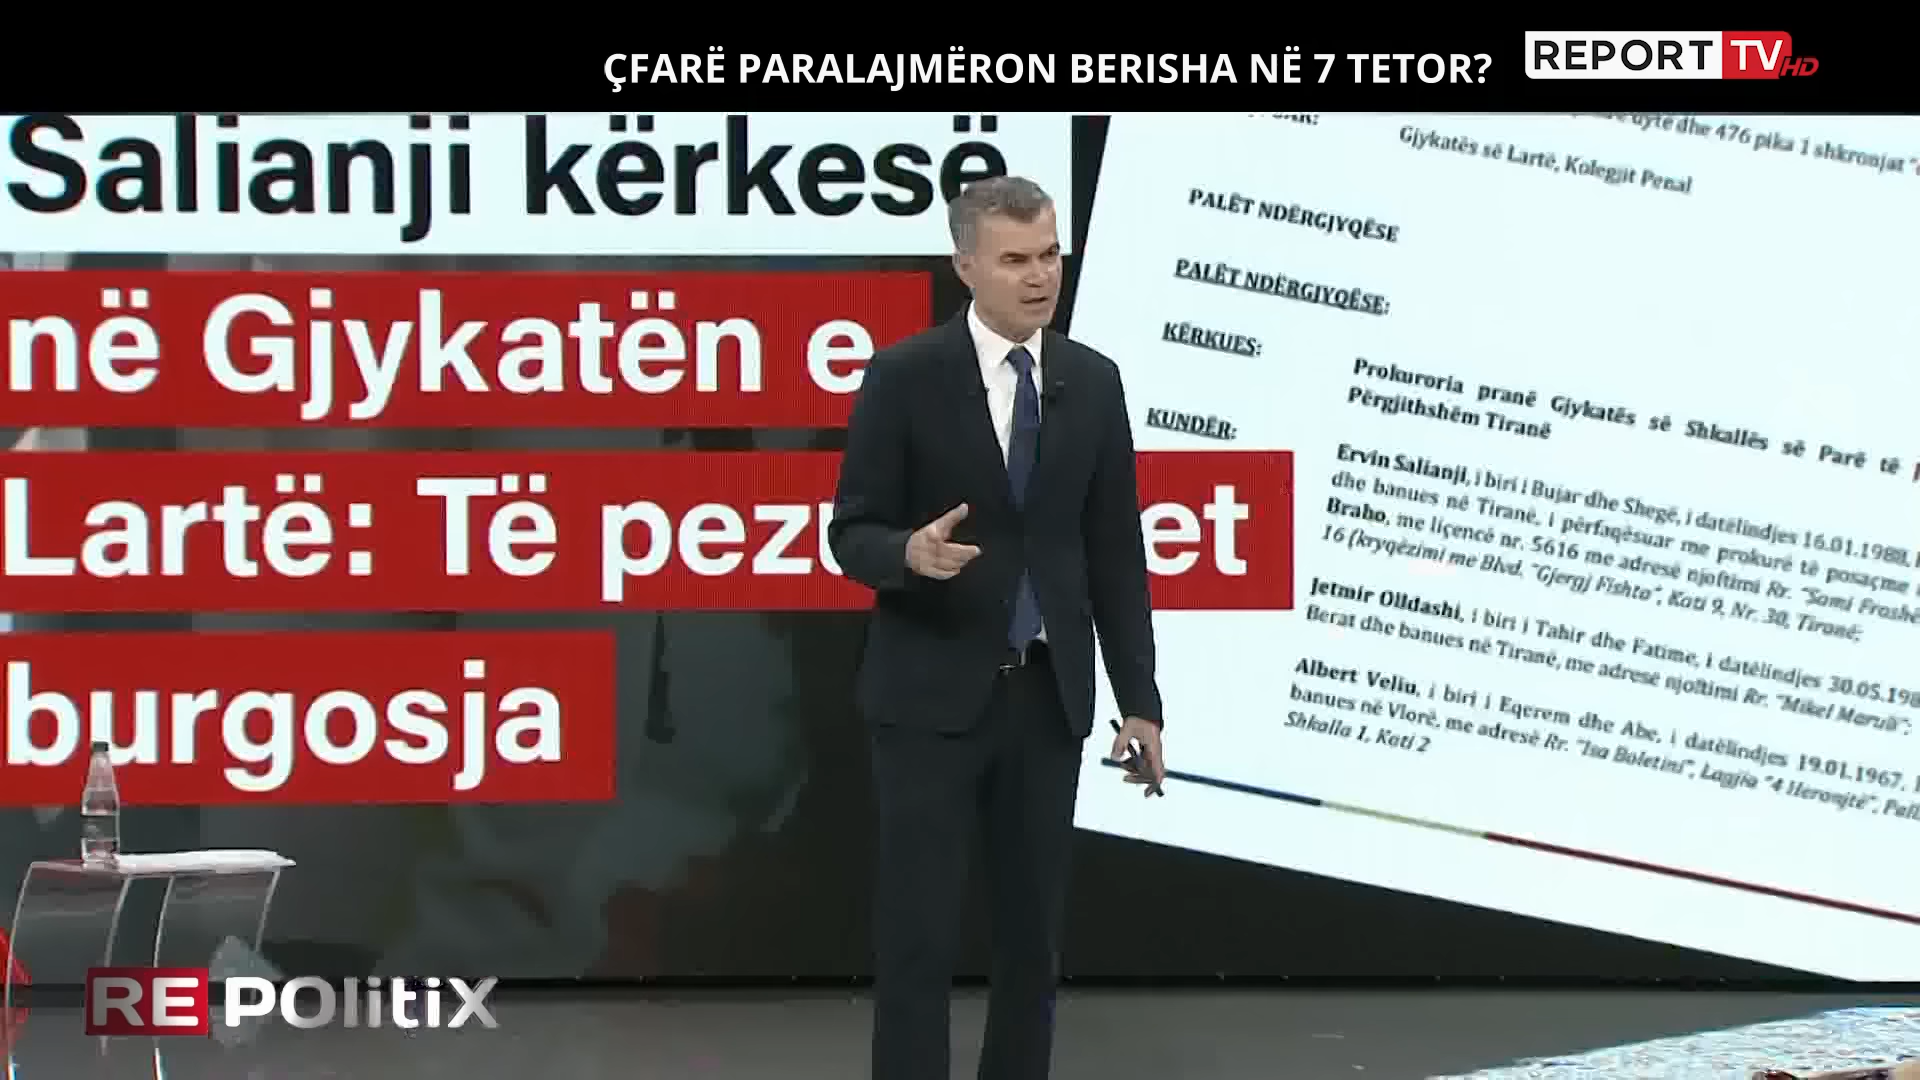 ÇFARË PARALAJMËRON BERISHA NË 7 TETOR?
REPORT TV HD
Salianji kërkesë
në Gjykatën e
Lartë: Të
burgosja
dhe 476 pika 1 shkronjat
Gjykatës së Lartë, Kolegjit Penal
PALËT NDËRGJYQËSE
PALËT NDËRGJYQËSE:
KËRKUES:
Prokuroria pranë Gjykatës së Shkallës së Parë të
Përgjithshëm Tiranë
KUNDËR:
Ervin Salianji, i biri i Bujar dhe Shegë, i datëlindjes 16.01.1988,
dhe banues në Tiranë, i përfaqësuar me prokurë të posaçme
Braho, me liçencë nr. 5616 me adresë njoftimi Rr. "Sami
16 (kryqëzimi me Blvd. "Gjergj Fishta", Kati 9, Nr. 30, Tiranë;
Jetmir Olldashi, i biri i Tahir dhe Fatime, i datëlindjes
Berat dhe banues në Tiranë, me adresë njoftimi Rr. "Mikel Maruli";
Albert Veliu, i biri i Eqerem dhe Abe, i datëlindjes 19.01.1967,
banues në Vlorë, me adresë Rr. "Isa Boletini", Lagjia "4 Heronjtë",
Shkalla 1, Kati 2
RE POlitiX